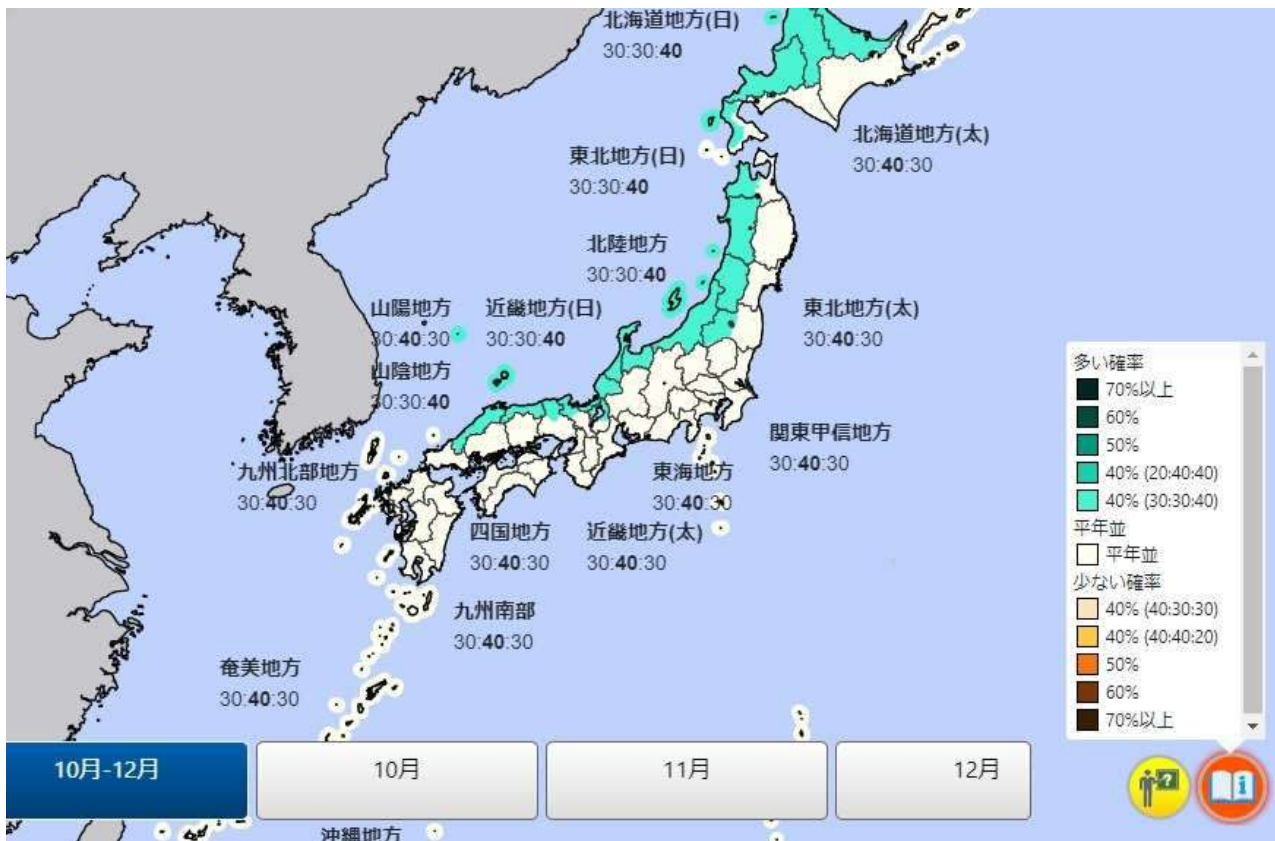 北海道地方(日)
30:30:40
北海道地方(太)
30:40:30
東北地方(日)
30:30:40
北陸地方
30:30:40
山陽地方
30:40:30
近畿地方(日)
30:30:40
東北地方(太)
30:40:30
山陰地方
30:30:40
関東甲信地方
30:40:30
九州北部地方
30:40:30
東海地方
30:40:30
四国地方
30:40:30
近畿地方(太)
30:40:30
九州南部
30:40:30
奄美地方
30:40:30
多い確率
70%以上
60%
50%
40% (20:40:40)
40% (30:30:40)
平年並
平年並
少ない確率
40% (40:30:30)
40% (40:40:20)
50%
60%
70%以上
10月-12月
10月
11月
12月
?
i
沖縄地方